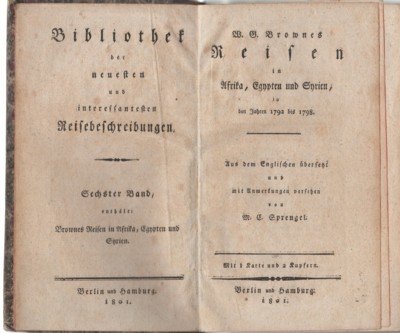 Bibliothek
der
neuesten
und
interessantesten
Reisebeschreibungen.
Sechster Band,
enthält:
Brownes Reisen in Afrika, Egypten und
Syrien.
Berlin und Hamburg.
1801.
W. G. Brownes
Reisen
in
Afrika, Egypten und Syrien,
in
den Jahren 1792 bis 1798.
Aus dem Englischen übersetzt
und
mit Anmerkungen versehen
von
M. C. Sprengel.
Mit 1 Karte und 2 Kupfern.
Berlin und Hamburg.
1801.